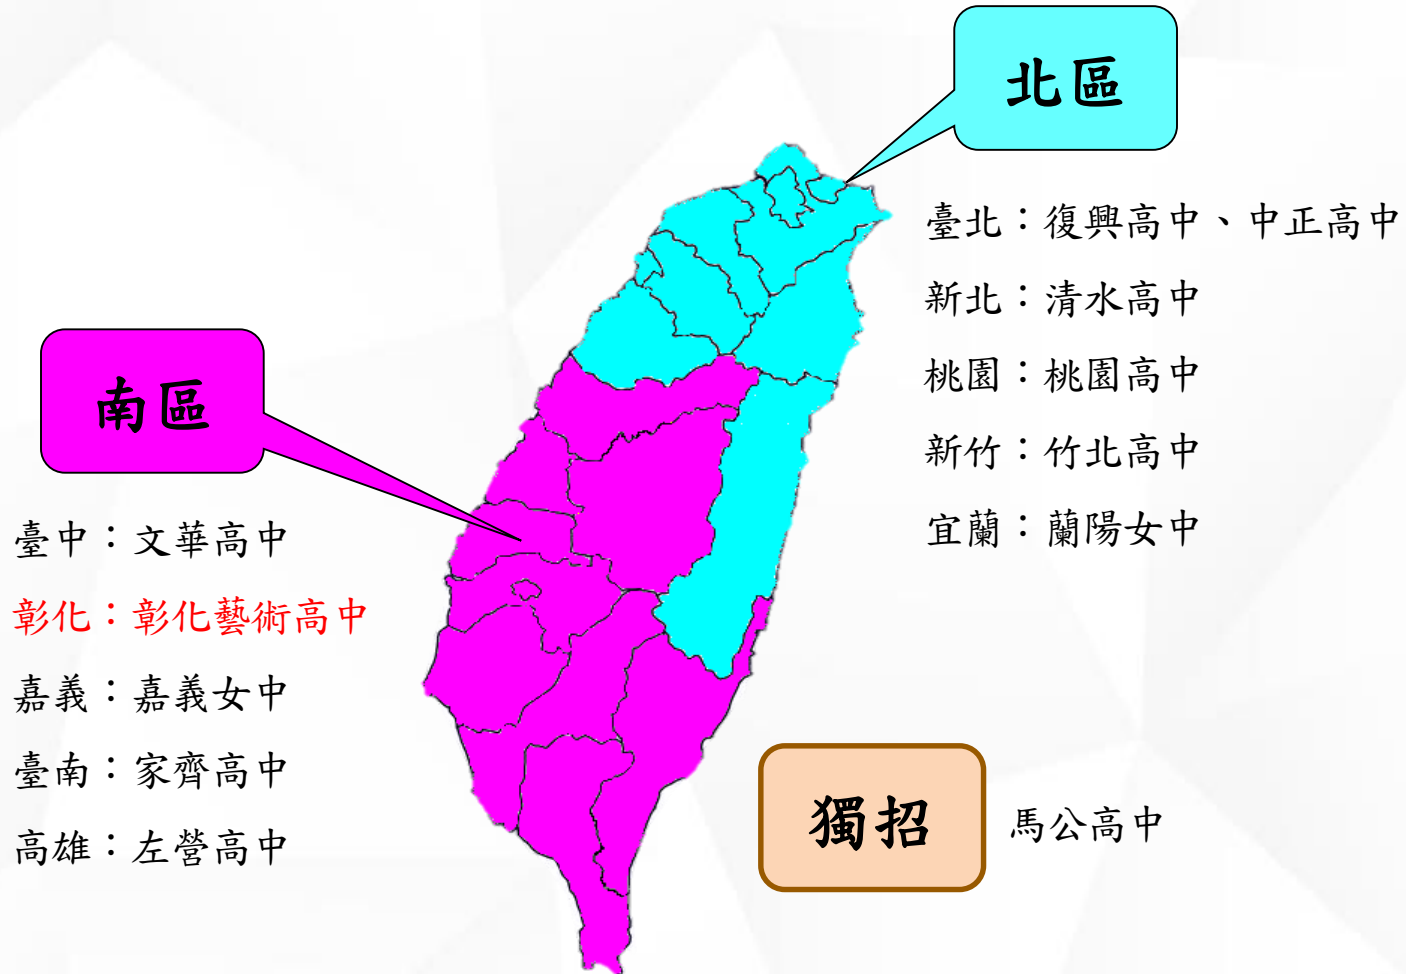 北區
臺北：復興高中、中正高中
新北：清水高中
桃園：桃園高中
新竹：竹北高中
宜蘭：蘭陽女中
南區
臺中：文華高中
彰化：彰化藝術高中
嘉義：嘉義女中
臺南：家齊高中
高雄：左營高中
獨招
馬公高中